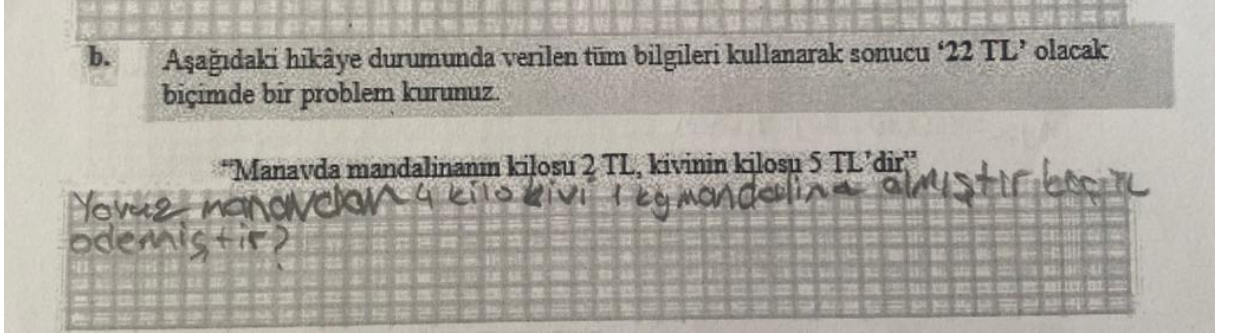 b. Aşağıdaki hikâye durumunda verilen tüm bilgileri kullanarak sonucu ‘22 TL’ olacak
biçimde bir problem kurunuz.
“Manavda mandalinanın kilosu 2 TL, kivinin kilosu 5 TL’dir”
Yavuz manavdan 4 kilo kivi 1 kg mandalina almıştır kaç TL
ödemiştir?